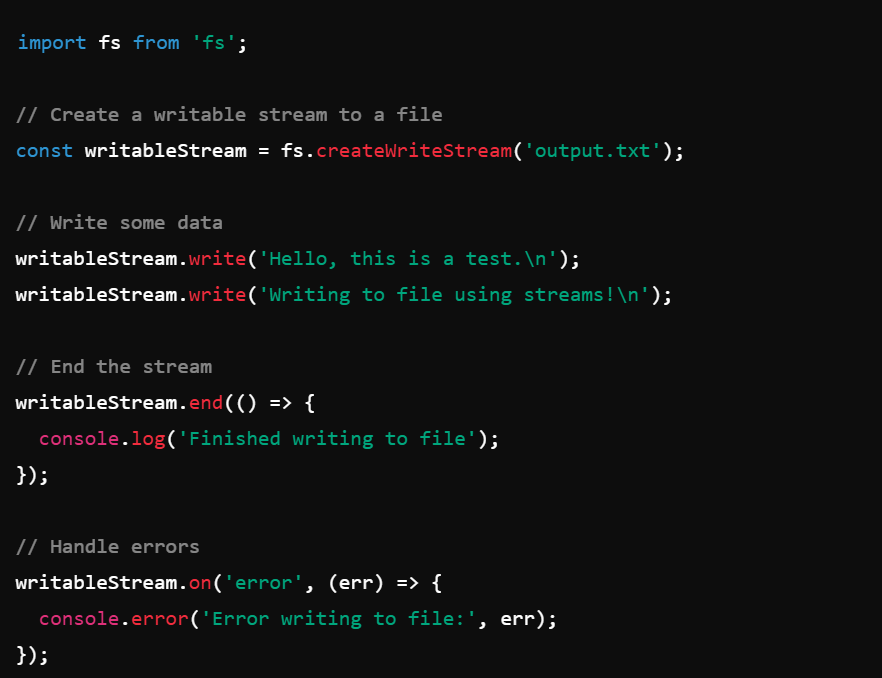 import fs from 'fs';
// Create a writable stream to a file
const writableStream = fs.createWriteStream('output.txt');
// Write some data
writableStream.write('Hello, this is a test.\n');
writableStream.write('Writing to file using streams!\n');
// End the stream
writableStream.end(() => {
  console.log('Finished writing to file');
});
// Handle errors
writableStream.on('error', (err) => {
  console.error('Error writing to file:', err);
});